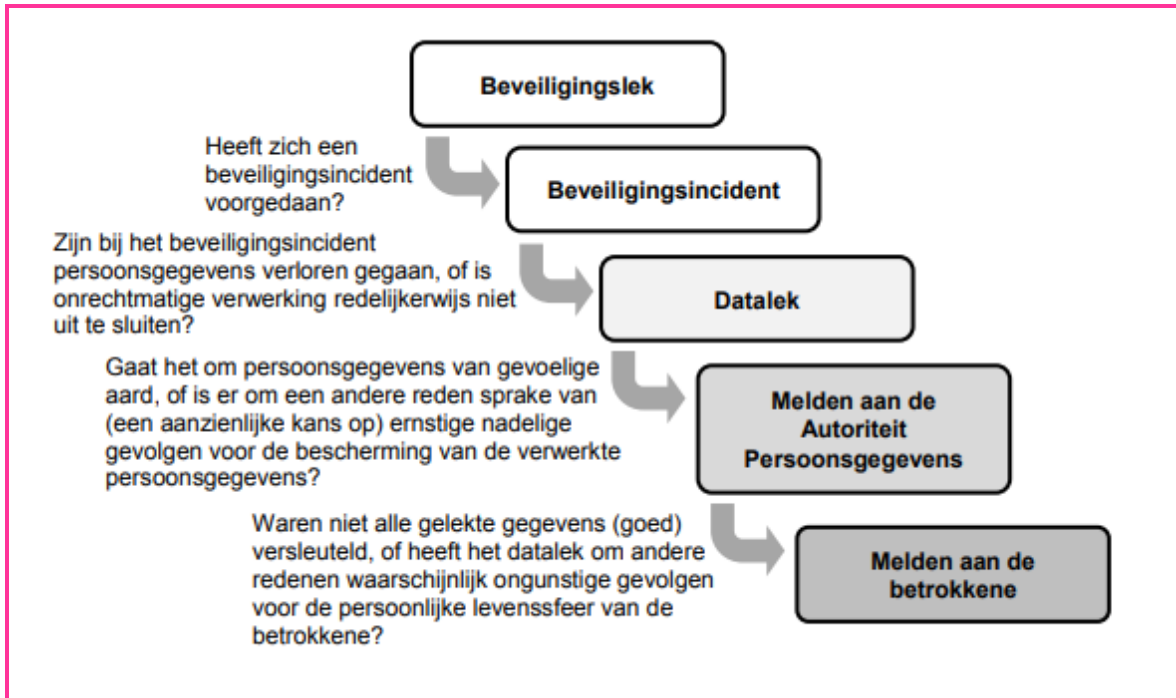 Beveiligingslek
Heeft zich een
beveiligingsincident
voorgedaan?
Beveiligingsincident
Zijn bij het beveiligingsincident
persoonsgegevens verloren gegaan, of is
onrechtmatige verwerking redelijkerwijs niet
uit te sluiten?
Datalek
Gaat het om persoonsgegevens van gevoelige
aard, of is er om een andere reden sprake van
(een aanzienlijke kans op) ernstige nadelige
gevolgen voor de bescherming van de verwerkte
persoonsgegevens?
Melden aan de
Autoriteit
Persoonsgegevens
Waren niet alle gelekte gegevens (goed)
versleuteld, of heeft het datalek om andere
redenen waarschijnlijk ongunstige gevolgen
voor de persoonlijke levenssfeer van de
betrokkene?
Melden aan de
betrokkene